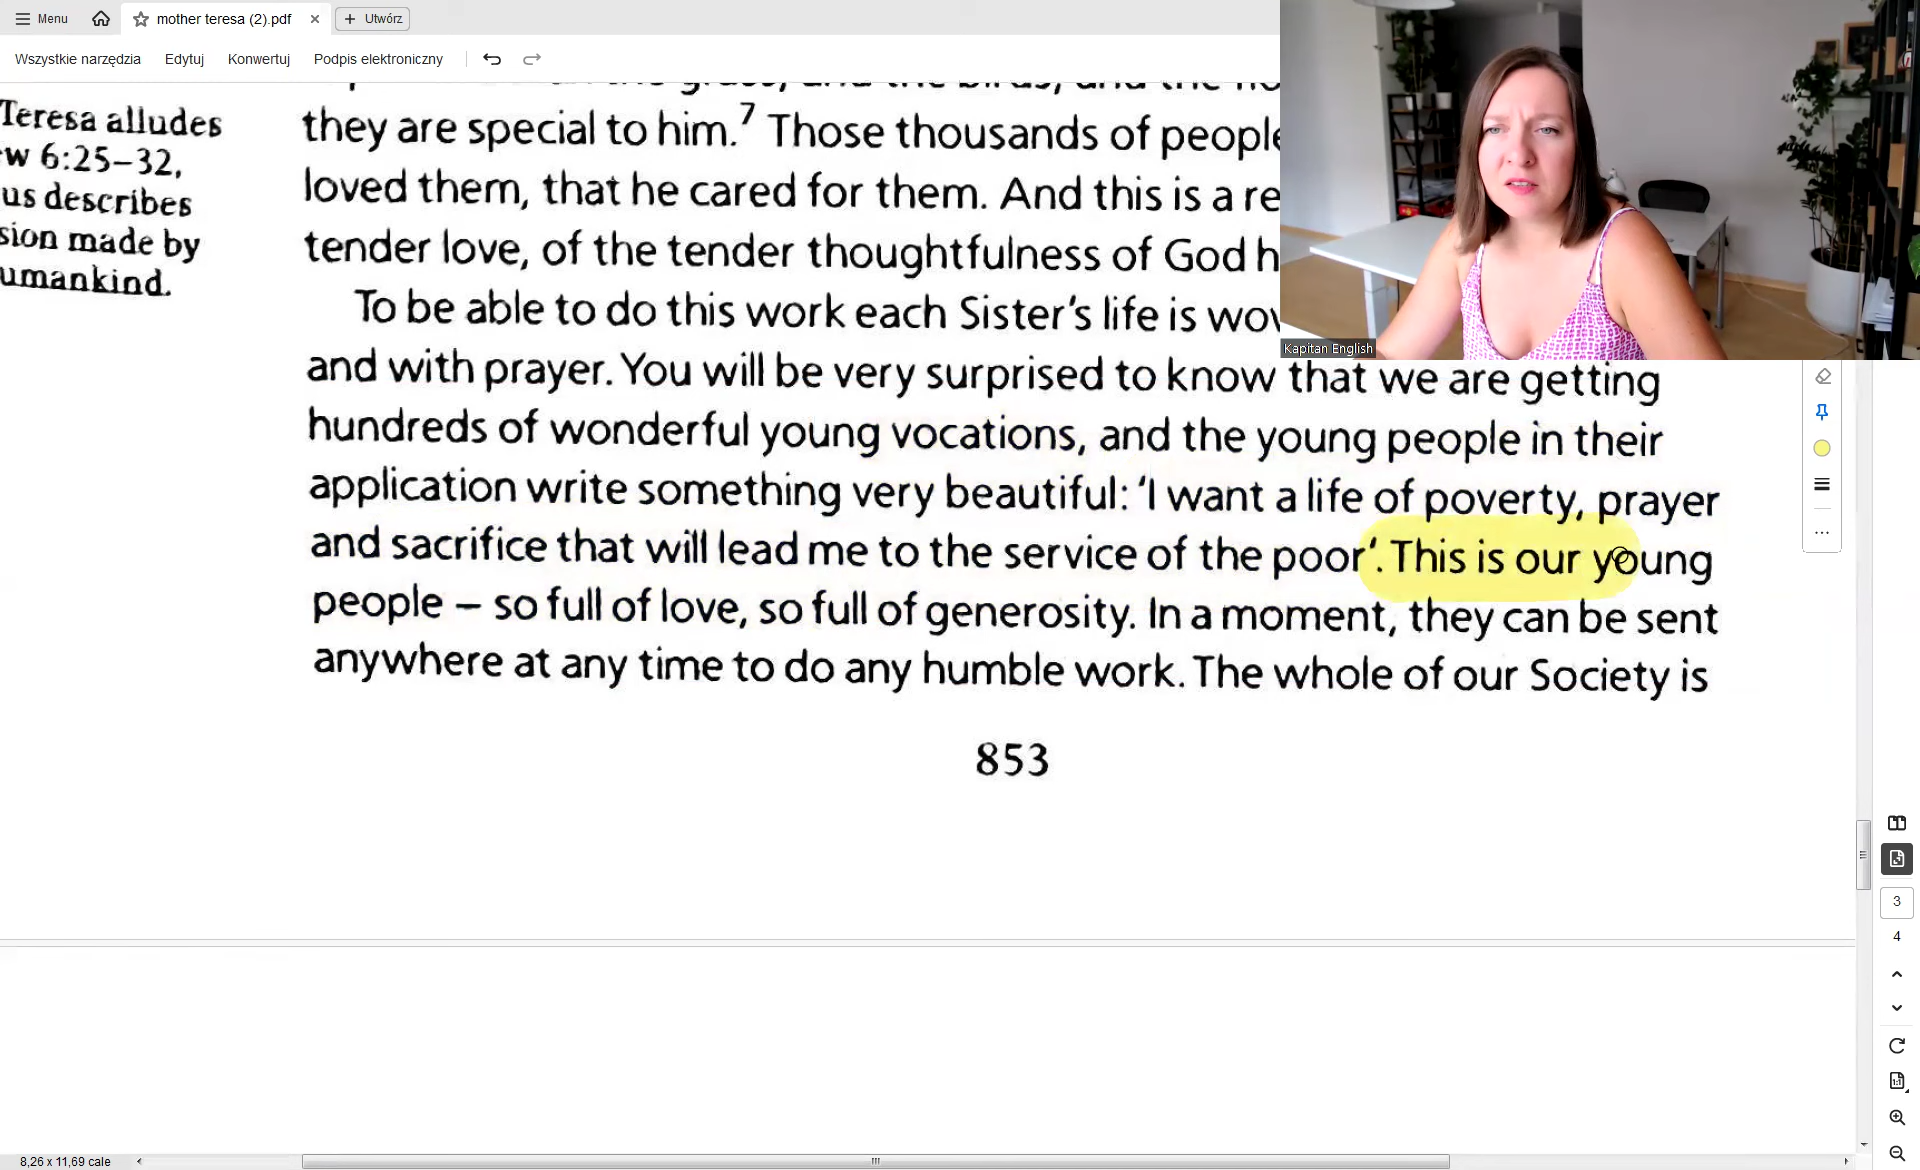 Menu
mother teresa (2).pdf
Utwórz
Wszystkie narzędzia
Edytuj
Konwertuj
Podpis elektroniczny
Teresa alludes
w 6:25–32,
us describes
sion made by
umankind.
they are special to him.7 Those thousands of people
loved them, that he cared for them. And this is a re
tender love, of the tender thoughtfulness of God h
To be able to do this work each Sister's life is wov
and with prayer. You will be very surprised to know that we are getting
hundreds of wonderful young vocations, and the young people in their
application write something very beautiful: 'I want a life of poverty, prayer
and sacrifice that will lead me to the service of the poor'. This is our young
people – so full of love, so full of generosity. In a moment, they can be sent
anywhere at any time to do any humble work. The whole of our Society is
853
Kapitan English
3
4
8,26 x 11,69 cale